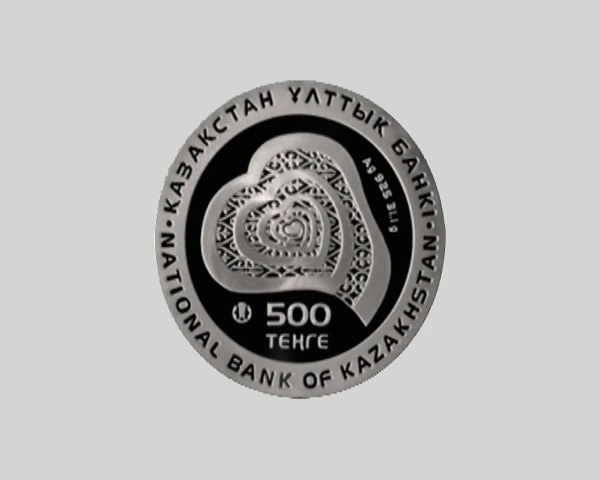 ҚАЗАҚСТАН ҰЛТТЫҚ БАНКІ
Ag 925 31,1 g
500
ТЕҢГЕ
NATIONAL BANK OF KAZAKHSTAN